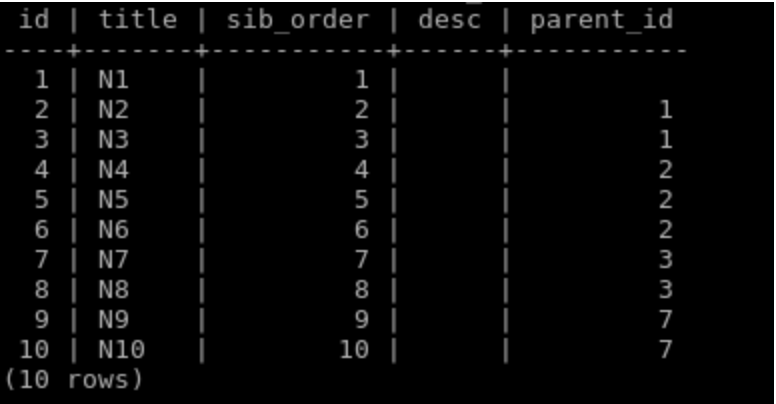 id | title | sib_order | desc | parent_id
----+-------+-----------+------+-----------
  1 | N1    |         1 |      |
  2 | N2    |         2 |      |         1
  3 | N3    |         3 |      |         1
  4 | N4    |         4 |      |         2
  5 | N5    |         5 |      |         2
  6 | N6    |         6 |      |         2
  7 | N7    |         7 |      |         3
  8 | N8    |         8 |      |         3
  9 | N9    |         9 |      |         7
 10 | N10   |        10 |      |         7
(10 rows)